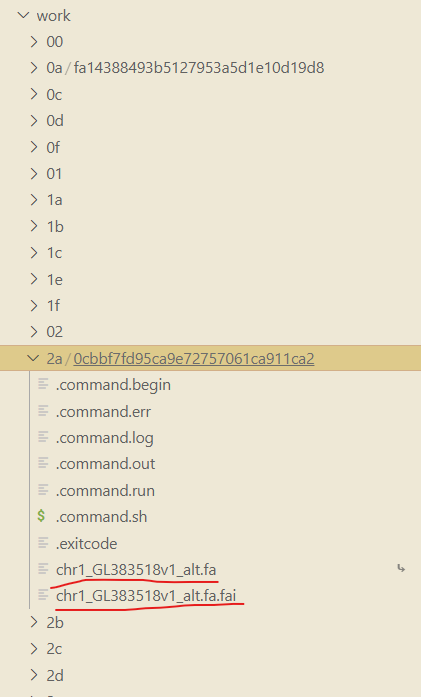 work
00
0a/fa14388493b5127953a5d1e10d19d8
0c
0d
0f
01
1a
1b
1c
1e
1f
02
2a/0cbbf7fd95ca9e72757061ca911ca2
.command.begin
.command.err
.command.log
.command.out
.command.run
$ .command.sh
.exitcode
chr1_GL383518v1_alt.fa
chr1_GL383518v1_alt.fa.fai
2b
2c
2d